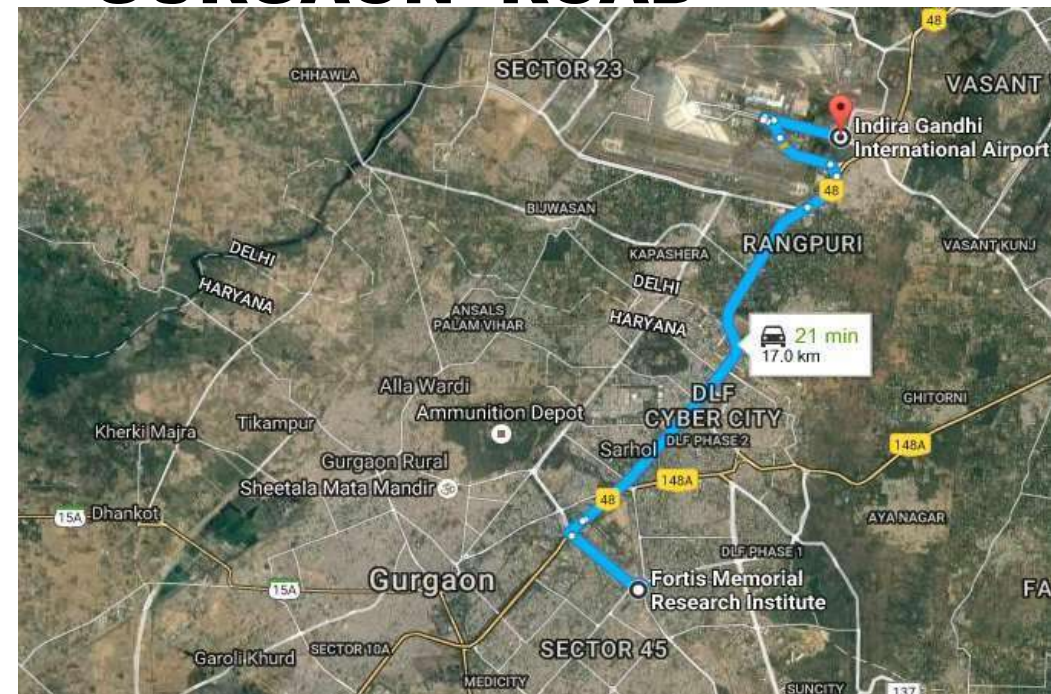 GURGAON ROAD
48
CHHAWLA
SECTOR 23
VASANT
Indira Gandhi
International Airport
48
BIJWASAN
RANGPURI
VASANT KUNJ
KAPASHERA
DELHI
HARYANA
DELHI
HARYANA
ANSALS
PALAM VIHAR
21 min
17.0 km
Alla Wardi
DLF
CYBER CITY
GHITORNI
Ammunition Depot
Kherki Majra
Tikampur
Sarhol
DLF PHASE 2
148A
Gurgaon Rural
Sheetala Mata Mandir
148A
48
15A
Dhankot
AYA NAGAR
DLF PHASE 1
Gurgaon
Fortis Memorial
Research Institute
15A
FA
SECTOR 10A
SECTOR 45
Garoli Khurd
MEDICITY
SUNCITY
137